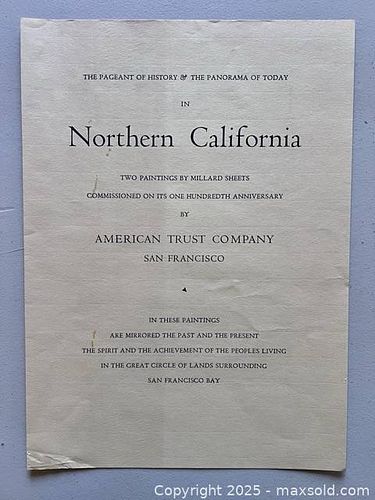 THE PAGEANT OF HISTORY & THE PANORAMA OF TODAY
IN
Northern California
TWO PAINTINGS BY MILLARD SHEETS
COMMISSIONED ON ITS ONE HUNDREDTH ANNIVERSARY
BY
AMERICAN TRUST COMPANY
SAN FRANCISCO
IN THESE PAINTINGS
ARE MIRRORED THE PAST AND THE PRESENT
THE SPIRIT AND THE ACHIEVEMENT OF THE PEOPLES LIVING
IN THE GREAT CIRCLE OF LANDS SURROUNDING
SAN FRANCISCO BAY
Copyright © 2025 - maxsold.com